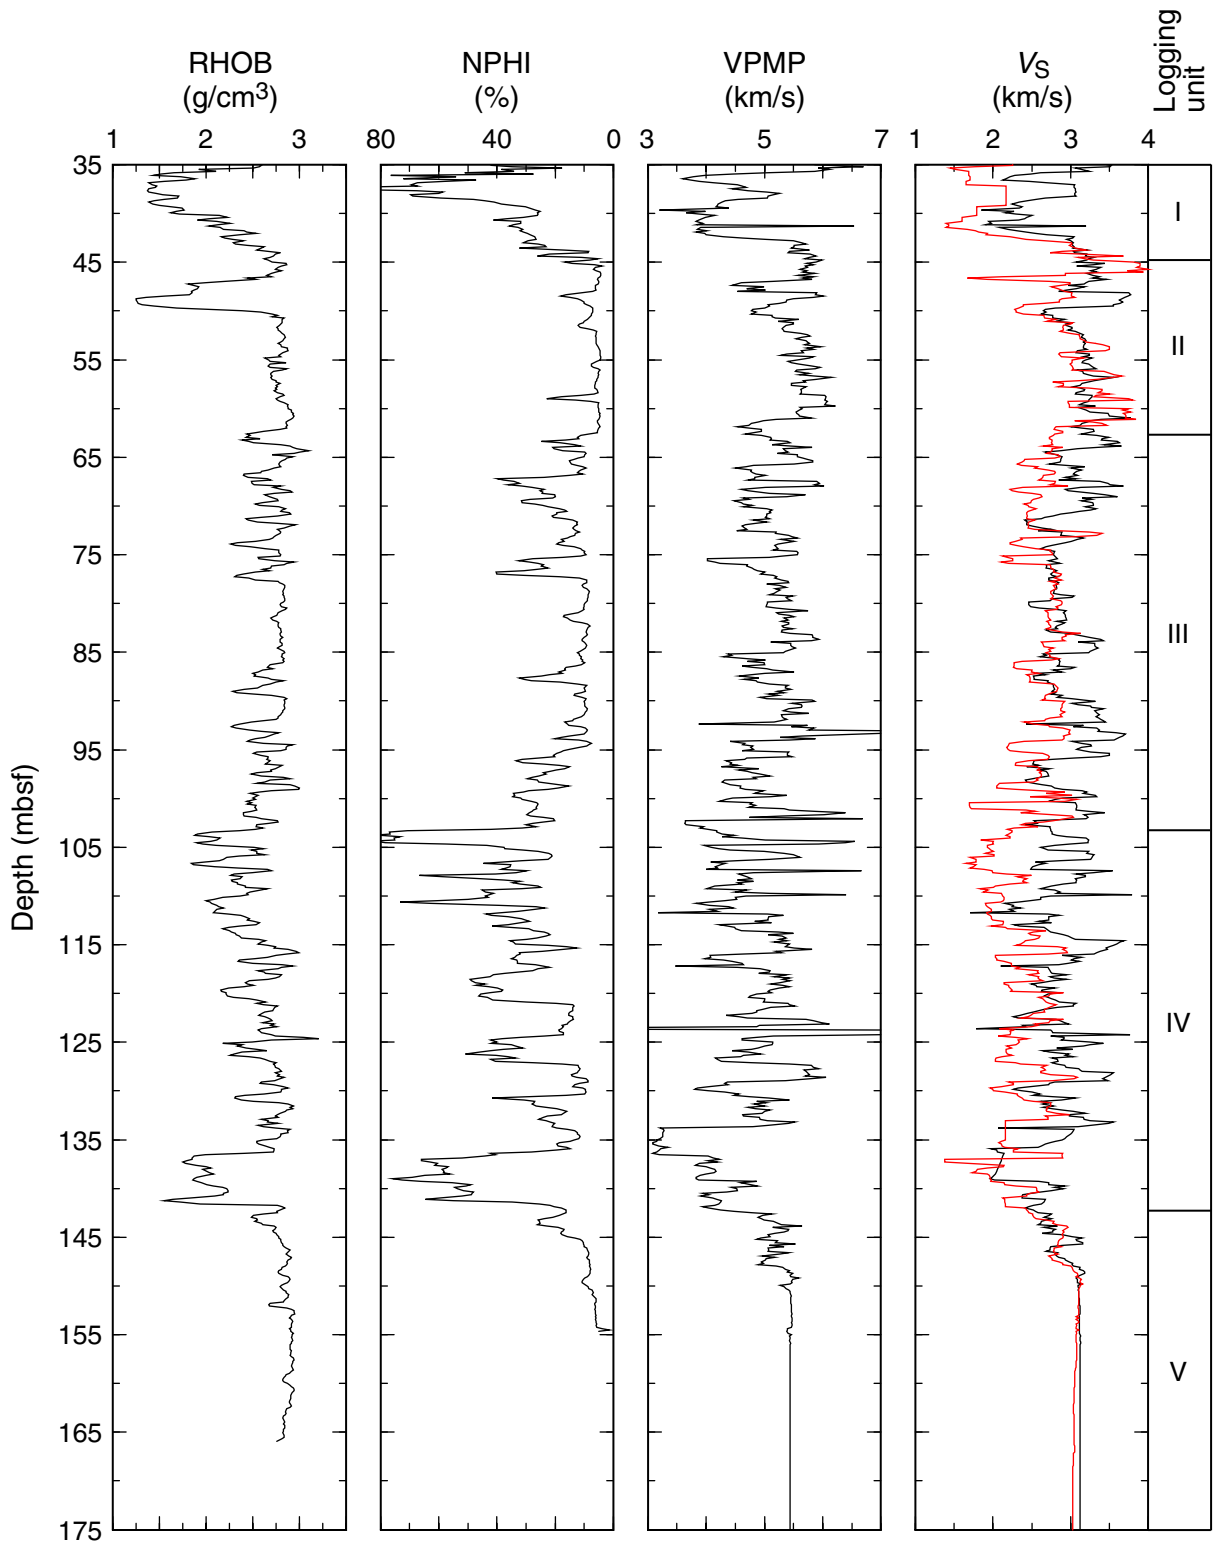 RHOB
(g/cm3)
1 2 3
NPHI
(%)
80 40 0
VPMP
(km/s)
3 5 7
VS
(km/s)
1 2 3 4
Logging
unit
Depth (mbsf)
35
45
55
65
75
85
95
105
115
125
135
145
155
165
175
I
II
III
IV
V